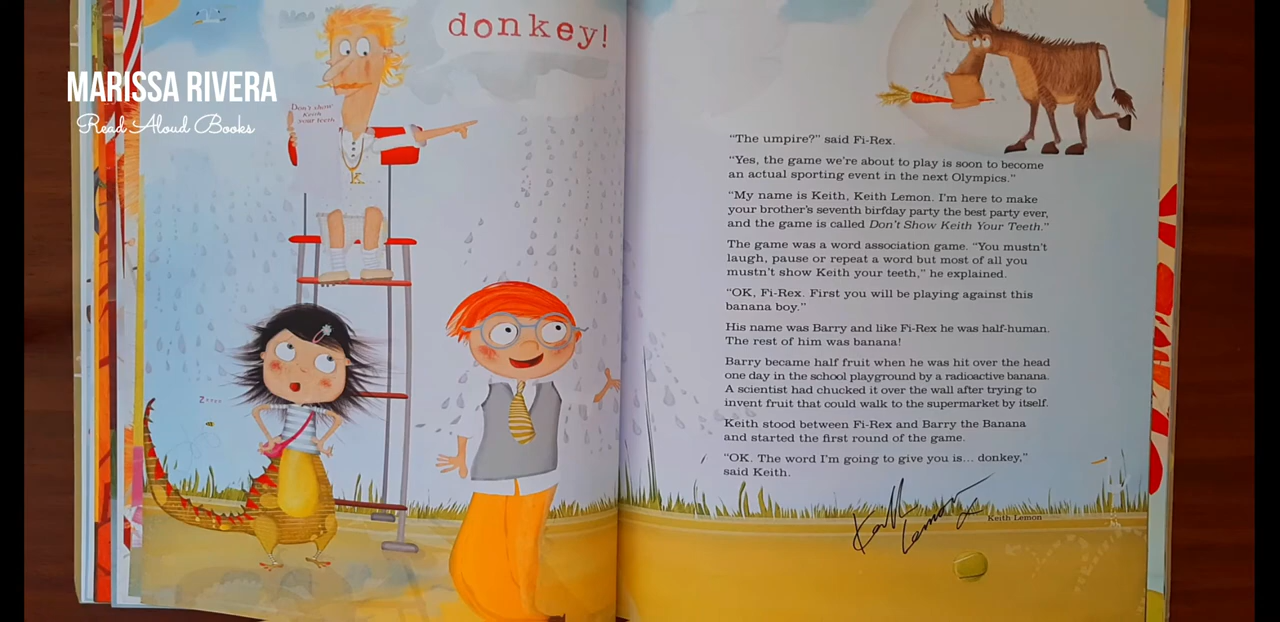 MARISSA RIVERA
Read Aloud Books
donkey!
Don't show
Keith
your teeth
K
Z....
"The umpire?" said Fi-Rex.
"Yes, the game we're about to play is soon to become
an actual sporting event in the next Olympics."
"My name is Keith, Keith Lemon. I'm here to make
your brother's seventh birfday party the best party ever,
and the game is called Don't Show Keith Your Teeth."
The game was a word association game. "You mustn't
laugh, pause or repeat a word but most of all you
mustn't show Keith your teeth," he explained.
"OK, Fi-Rex. First you will be playing against this
banana boy."
His name was Barry and like Fi-Rex he was half-human.
The rest of him was banana!
Barry became half fruit when he was hit over the head
one day in the school playground by a radioactive banana.
A scientist had chucked it over the wall after trying to
invent fruit that could walk to the supermarket by itself.
Keith stood between Fi-Rex and Barry the Banana
and started the first round of the game.
"OK. The word I'm going to give you is... donkey,"
said Keith.
Keith
Lemon x
Keith Lemon